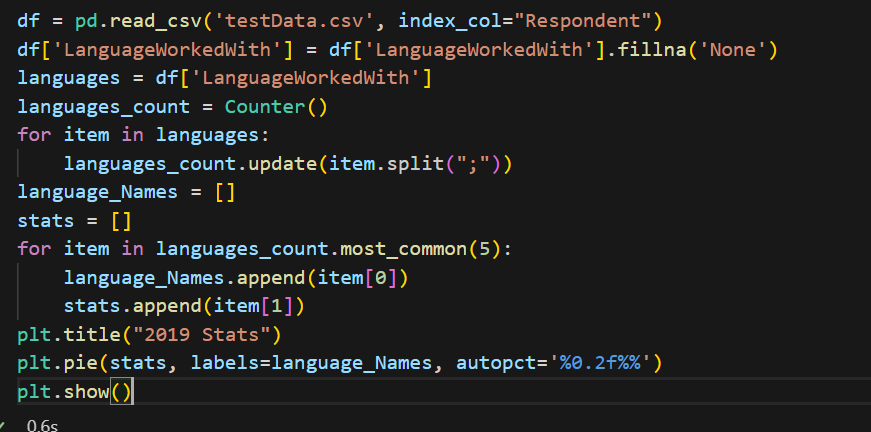 df = pd.read_csv('testData.csv', index_col="Respondent")
df['LanguageWorkedWith'] = df['LanguageWorkedWith'].fillna('None')
languages = df['LanguageWorkedWith']
languages_count = Counter()
for item in languages:
    languages_count.update(item.split(";"))
language_Names = []
stats = []
for item in languages_count.most_common(5):
    language_Names.append(item[0])
    stats.append(item[1])
plt.title("2019 Stats")
plt.pie(stats, labels=language_Names, autopct='%0.2f%%')
plt.show()
0.6s